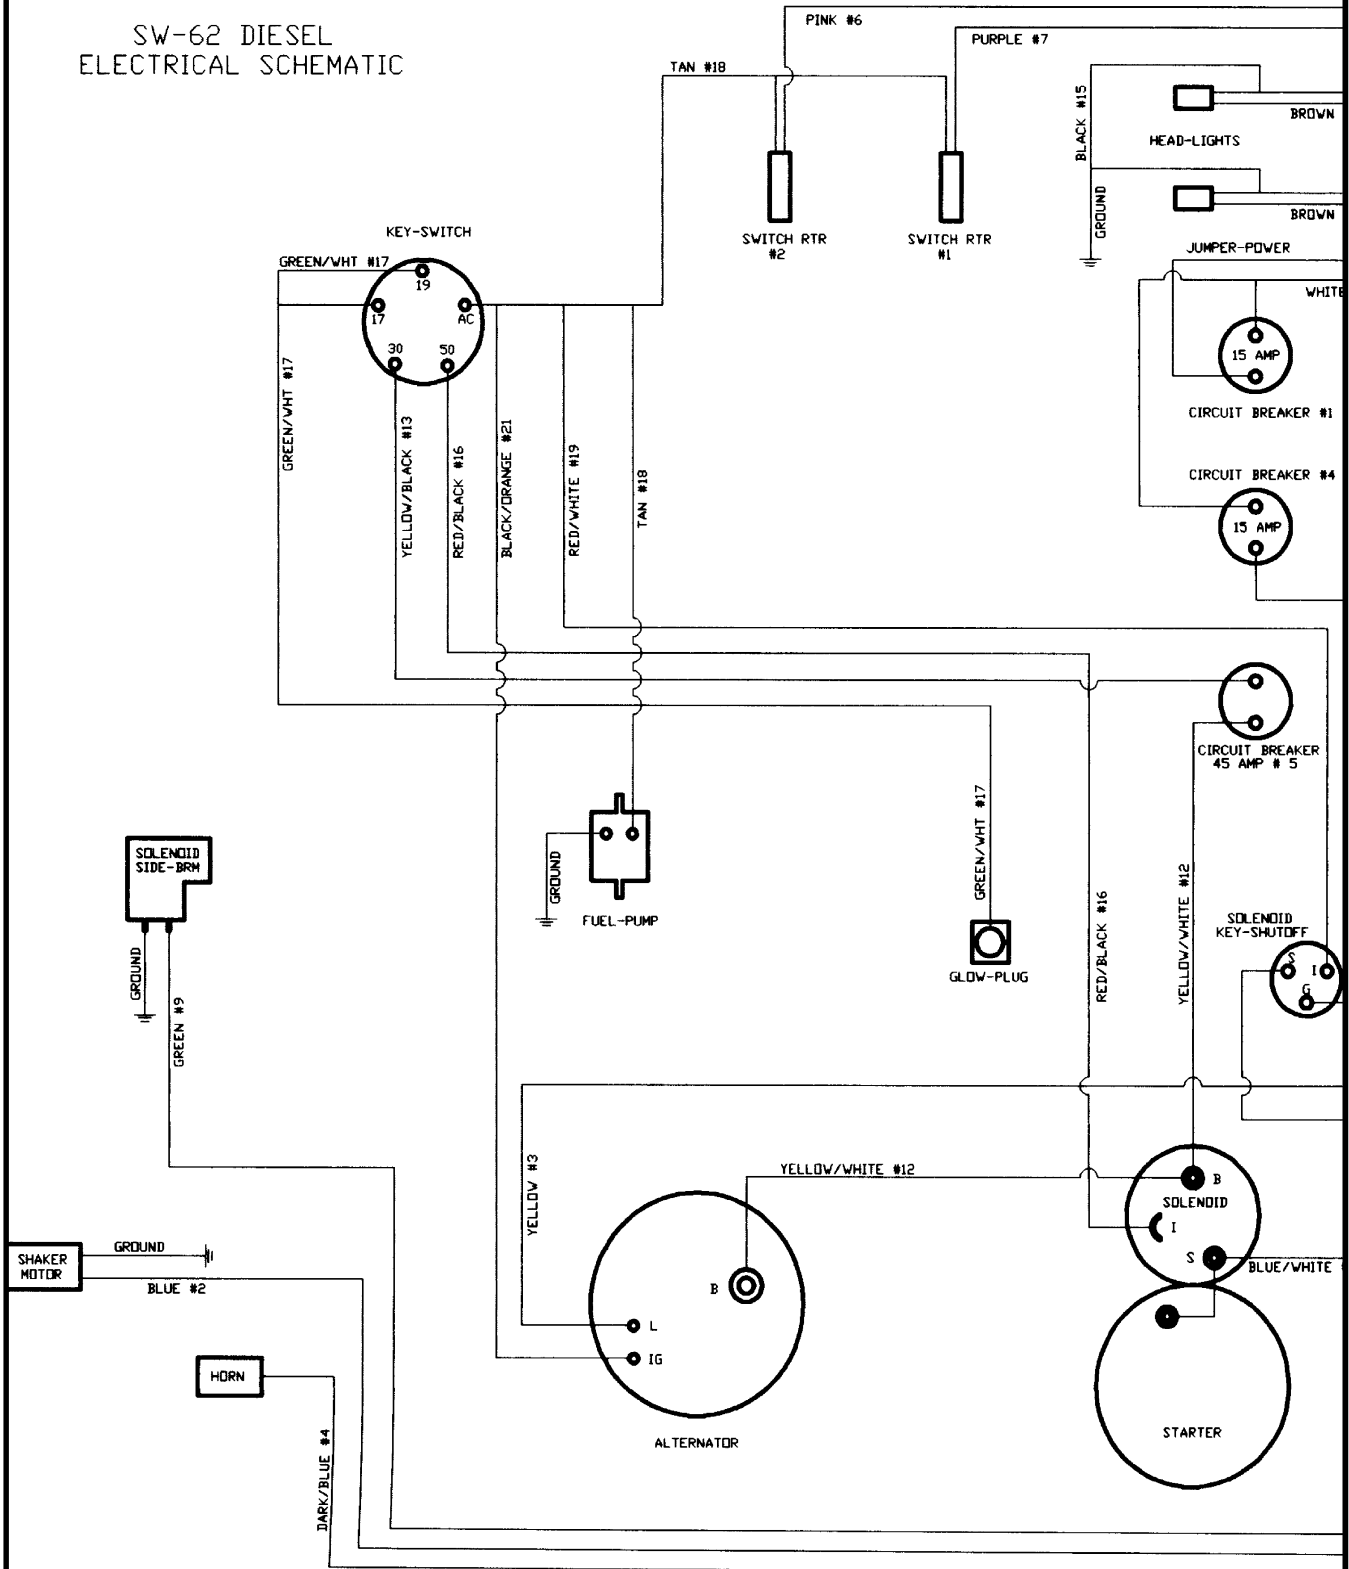 SW-62 DIESEL
ELECTRICAL SCHEMATIC
PINK #6
PURPLE #7
TAN #18
BLACK #15
BROWN
HEAD-LIGHTS
GROUND
BROWN
SWITCH RTR
#2
SWITCH RTR
#1
KEY-SWITCH
GREEN/WHT #17
19
17
AC
30
50
JUMPER-POWER
WHITE
15 AMP
CIRCUIT BREAKER #1
GREEN/WHT #17
YELLOW/BLACK #13
RED/BLACK #16
BLACK/ORANGE #21
RED/WHITE #19
TAN #18
CIRCUIT BREAKER #4
15 AMP
CIRCUIT BREAKER
45 AMP # 5
SOLENOID
SIDE-BRM
GROUND
GREEN #9
GROUND
FUEL-PUMP
GREEN/WHT #17
GLOW-PLUG
RED/BLACK #16
YELLOW/WHITE #12
SOLENOID
KEY-SHUTOFF
S
I
G
YELLOW #3
YELLOW/WHITE #12
B
SOLENOID
I
S
BLUE/WHITE
SHAKER
MOTOR
GROUND
BLUE #2
B
L
IG
HORN
DARK/BLUE #4
ALTERNATOR
STARTER